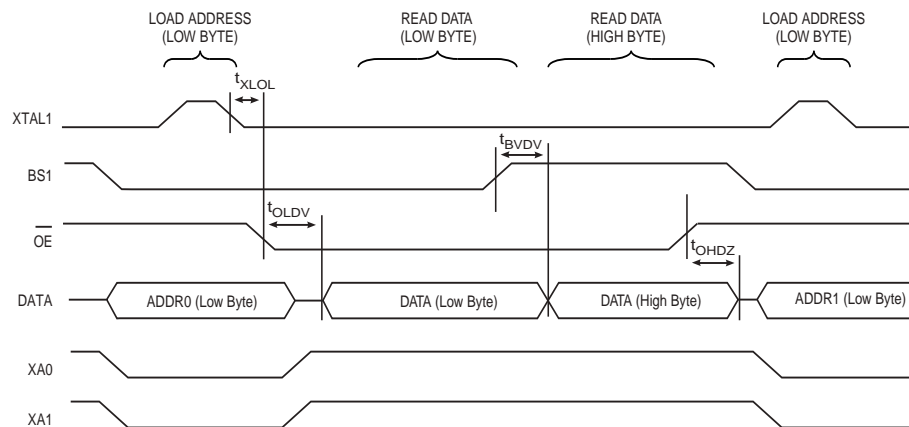 LOAD ADDRESS
(LOW BYTE)
READ DATA
(LOW BYTE)
READ DATA
(HIGH BYTE)
LOAD ADDRESS
(LOW BYTE)
tXLOL
XTAL1
tBVDV
BS1
tOLDV
OE
tOHDZ
DATA
ADDR0 (Low Byte)
DATA (Low Byte)
DATA (High Byte)
ADDR1 (Low Byte)
XA0
XA1